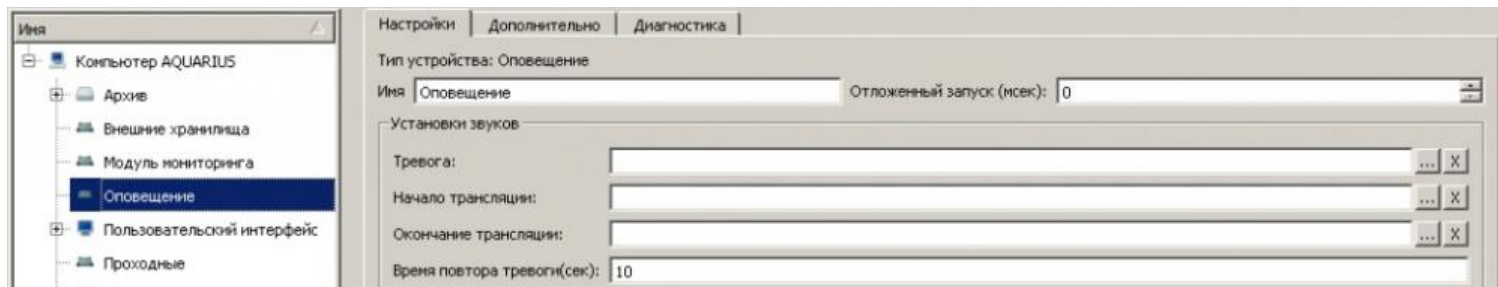 Имя
Компьютер AQUARIUS
Архив
Внешние хранилища
Модуль мониторинга
Оповещение
Пользовательский интерфейс
Проходные
Настройки Дополнительно Диагностика
Тип устройства: Оповещение
Имя Оповещение Отложенный запуск (мсек): 0
Установки звуков
Тревога: ... X
Начало трансляции: ... X
Окончание трансляции: ... X
Время повтора тревоги(сек): 10